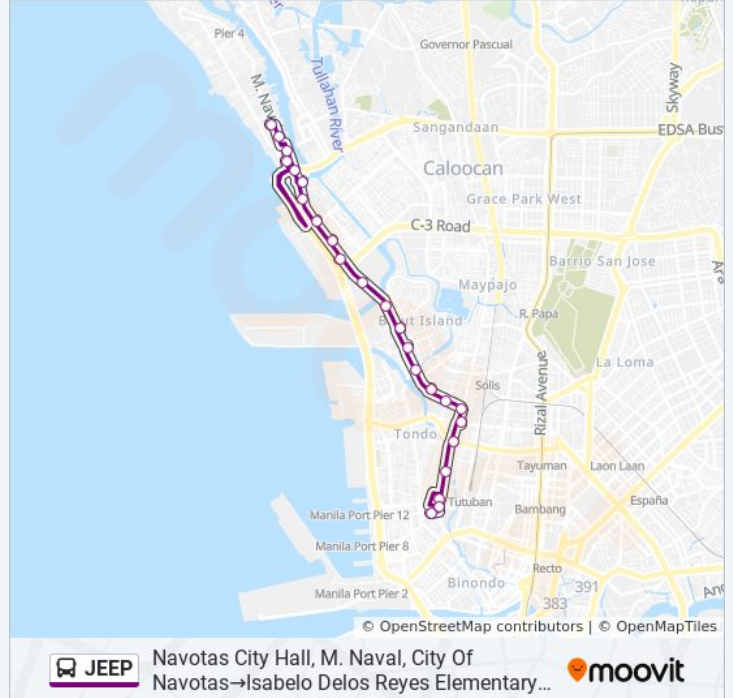 Pier 4
Governor Pascual
Tullahan River
M. Nav
Skyway
Sangandaan
EDSA Bus
Caloocan
Grace Park West
C-3 Road
Barrio San Jose
Maypajo
R. Papa
ut Island
La Loma
Solis
Rizal Avenue
Tondo
Tayuman
Laon Laan
Tutuban
España
Manila Port Pier 12
Bambang
Manila Port Pier 8
Recto
Binondo
391
Manila Port Pier 2
383
© OpenStreetMap contributors | © OpenMapTiles
JEEP
Navotas City Hall, M. Naval, City Of
Navotas→Isabelo Delos Reyes Elementary…
moovit